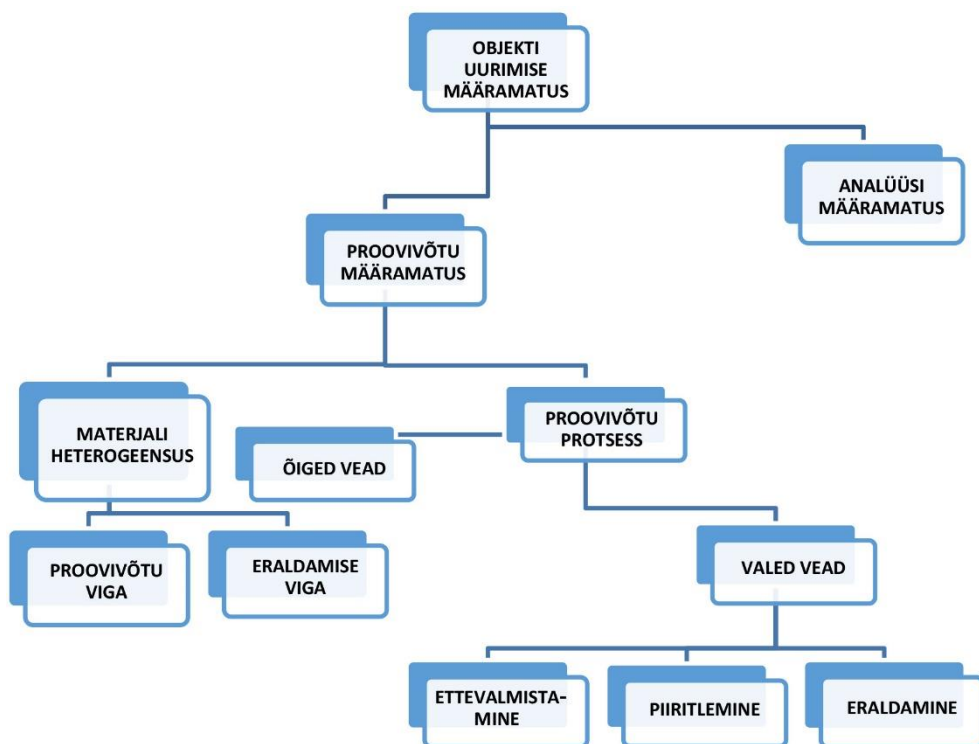 OBJEKTI
UURIMISE
MÄÄRAMATUS
ANALÜÜSI
MÄÄRAMATUS
PROOVIVÕTU
MÄÄRAMATUS
MATERJALI
HETEROGEENSUS
PROOVIVÕTU
PROTSESS
ÕIGED VEAD
PROOVIVÕTU
VIGA
ERALDAMISE
VIGA
VALED VEAD
ETTEVALMISTA-
MINE
PIIRITLEMINE
ERALDAMINE